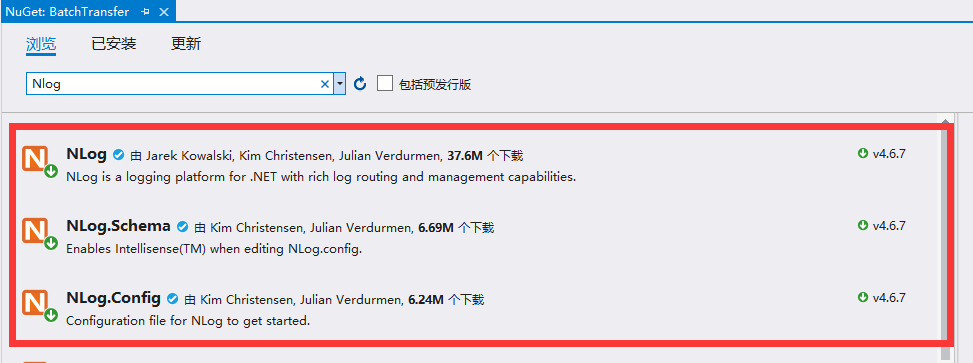 NuGet: BatchTransfer
浏览 已安装 更新
Nlog 包括预发行版
NLog 由 Jarek Kowalski, Kim Christensen, Julian Verdurmen, 37.6M 个下载 v4.6.7
NLog is a logging platform for .NET with rich log routing and management capabilities.
NLog.Schema 由 Kim Christensen, Julian Verdurmen, 6.69M 个下载 v4.6.7
Enables Intellisense(TM) when editing NLog.config.
NLog.Config 由 Kim Christensen, Julian Verdurmen, 6.24M 个下载 v4.6.7
Configuration file for NLog to get started.